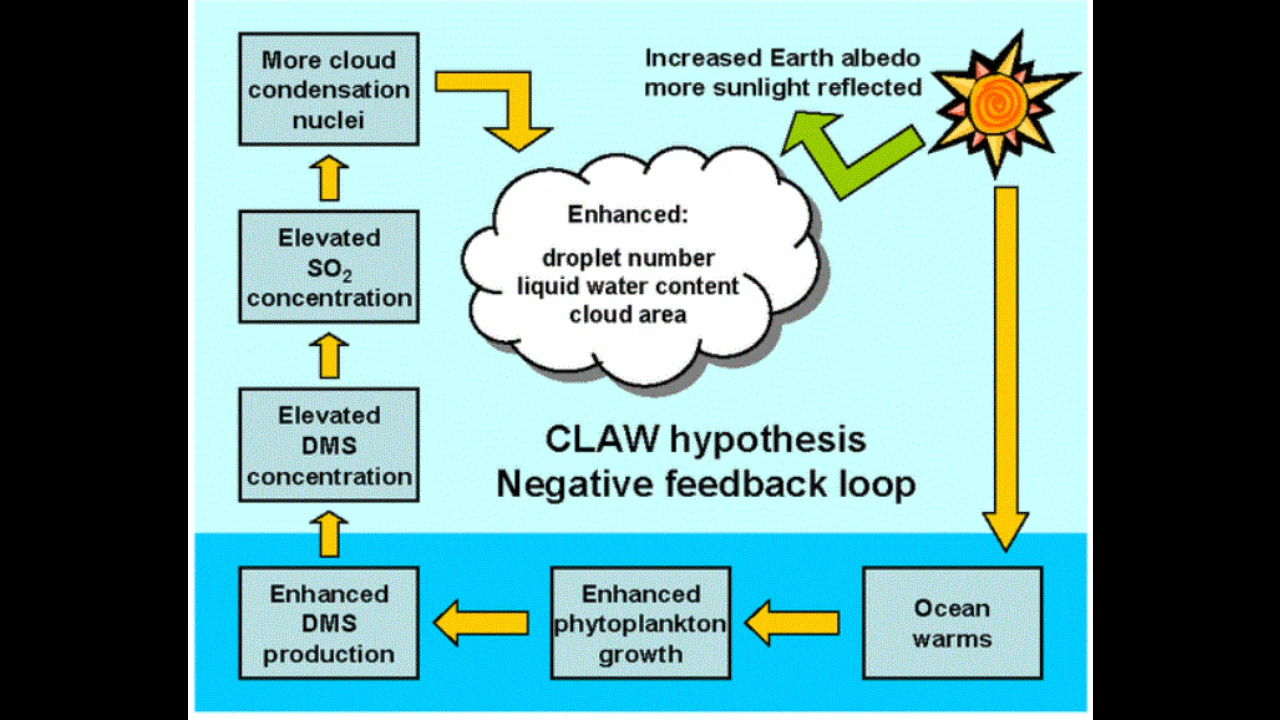 More cloud
condensation
nuclei
Increased Earth albedo
more sunlight reflected
Enhanced:
droplet number
liquid water content
cloud area
Elevated
SO₂
concentration
Elevated
DMS
concentration
CLAW hypothesis
Negative feedback loop
Enhanced
DMS
production
Enhanced
phytoplankton
growth
Ocean
warms